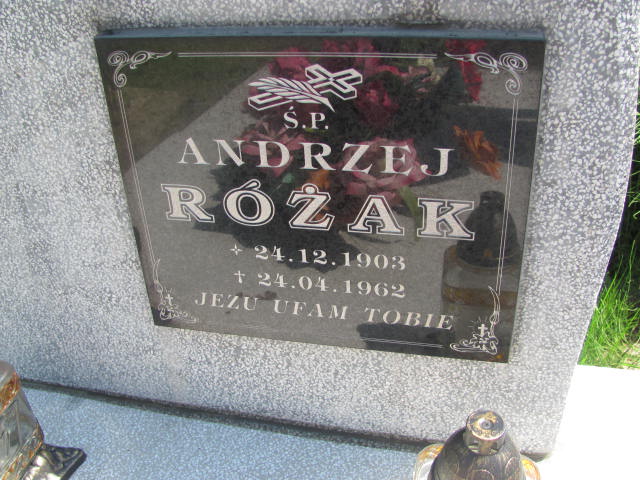 Ś.P.
ANDRZEJ
RÓŻAK
24.12.1903
24.04.1962
JEZU UFAM TOBIE